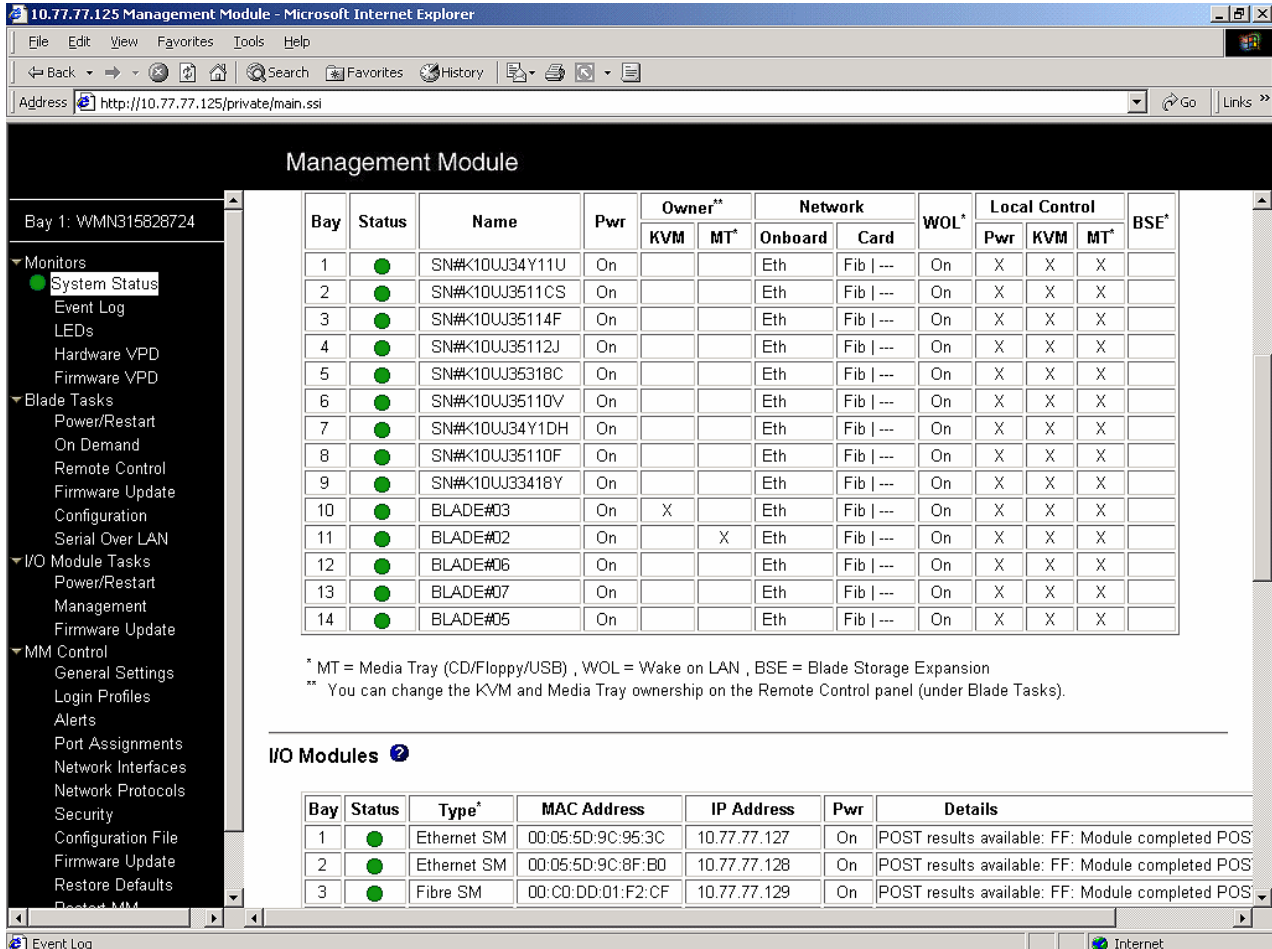 10.77.77.125 Management Module - Microsoft Internet Explorer
File Edit View Favorites Tools Help
Back Search Favorites History
Address http://10.77.77.125/private/main.ssi Go Links »
Management Module
Bay 1: WMN315828724
Monitors
System Status
Event Log
LEDs
Hardware VPD
Firmware VPD
Blade Tasks
Power/Restart
On Demand
Remote Control
Firmware Update
Configuration
Serial Over LAN
I/O Module Tasks
Power/Restart
Management
Firmware Update
MM Control
General Settings
Login Profiles
Alerts
Port Assignments
Network Interfaces
Network Protocols
Security
Configuration File
Firmware Update
Restore Defaults
Restart MM
Bay Status Name Pwr Owner** Network WOL* Local Control BSE*
KVM MT* Onboard Card Pwr KVM MT*
1 SN#K10UJ34Y11U On Eth Fib | --- On X X X
2 SN#K10UJ3511CS On Eth Fib | --- On X X X
3 SN#K10UJ35114F On Eth Fib | --- On X X X
4 SN#K10UJ35112J On Eth Fib | --- On X X X
5 SN#K10UJ35318C On Eth Fib | --- On X X X
6 SN#K10UJ35110V On Eth Fib | --- On X X X
7 SN#K10UJ34Y1DH On Eth Fib | --- On X X X
8 SN#K10UJ35110F On Eth Fib | --- On X X X
9 SN#K10UJ33418Y On Eth Fib | --- On X X X
10 BLADE#03 On X Eth Fib | --- On X X X
11 BLADE#02 On X Eth Fib | --- On X X X
12 BLADE#06 On Eth Fib | --- On X X X
13 BLADE#07 On Eth Fib | --- On X X X
14 BLADE#05 On Eth Fib | --- On X X X
* MT = Media Tray (CD/Floppy/USB) , WOL = Wake on LAN , BSE = Blade Storage Expansion
** You can change the KVM and Media Tray ownership on the Remote Control panel (under Blade Tasks).
I/O Modules ?
Bay Status Type* MAC Address IP Address Pwr Details
1 Ethernet SM 00:05:5D:9C:95:3C 10.77.77.127 On POST results available: FF: Module completed POS
2 Ethernet SM 00:05:5D:9C:8F:B0 10.77.77.128 On POST results available: FF: Module completed POS
3 Fibre SM 00:C0:DD:01:F2:CF 10.77.77.129 On POST results available: FF: Module completed POS
Event Log Internet